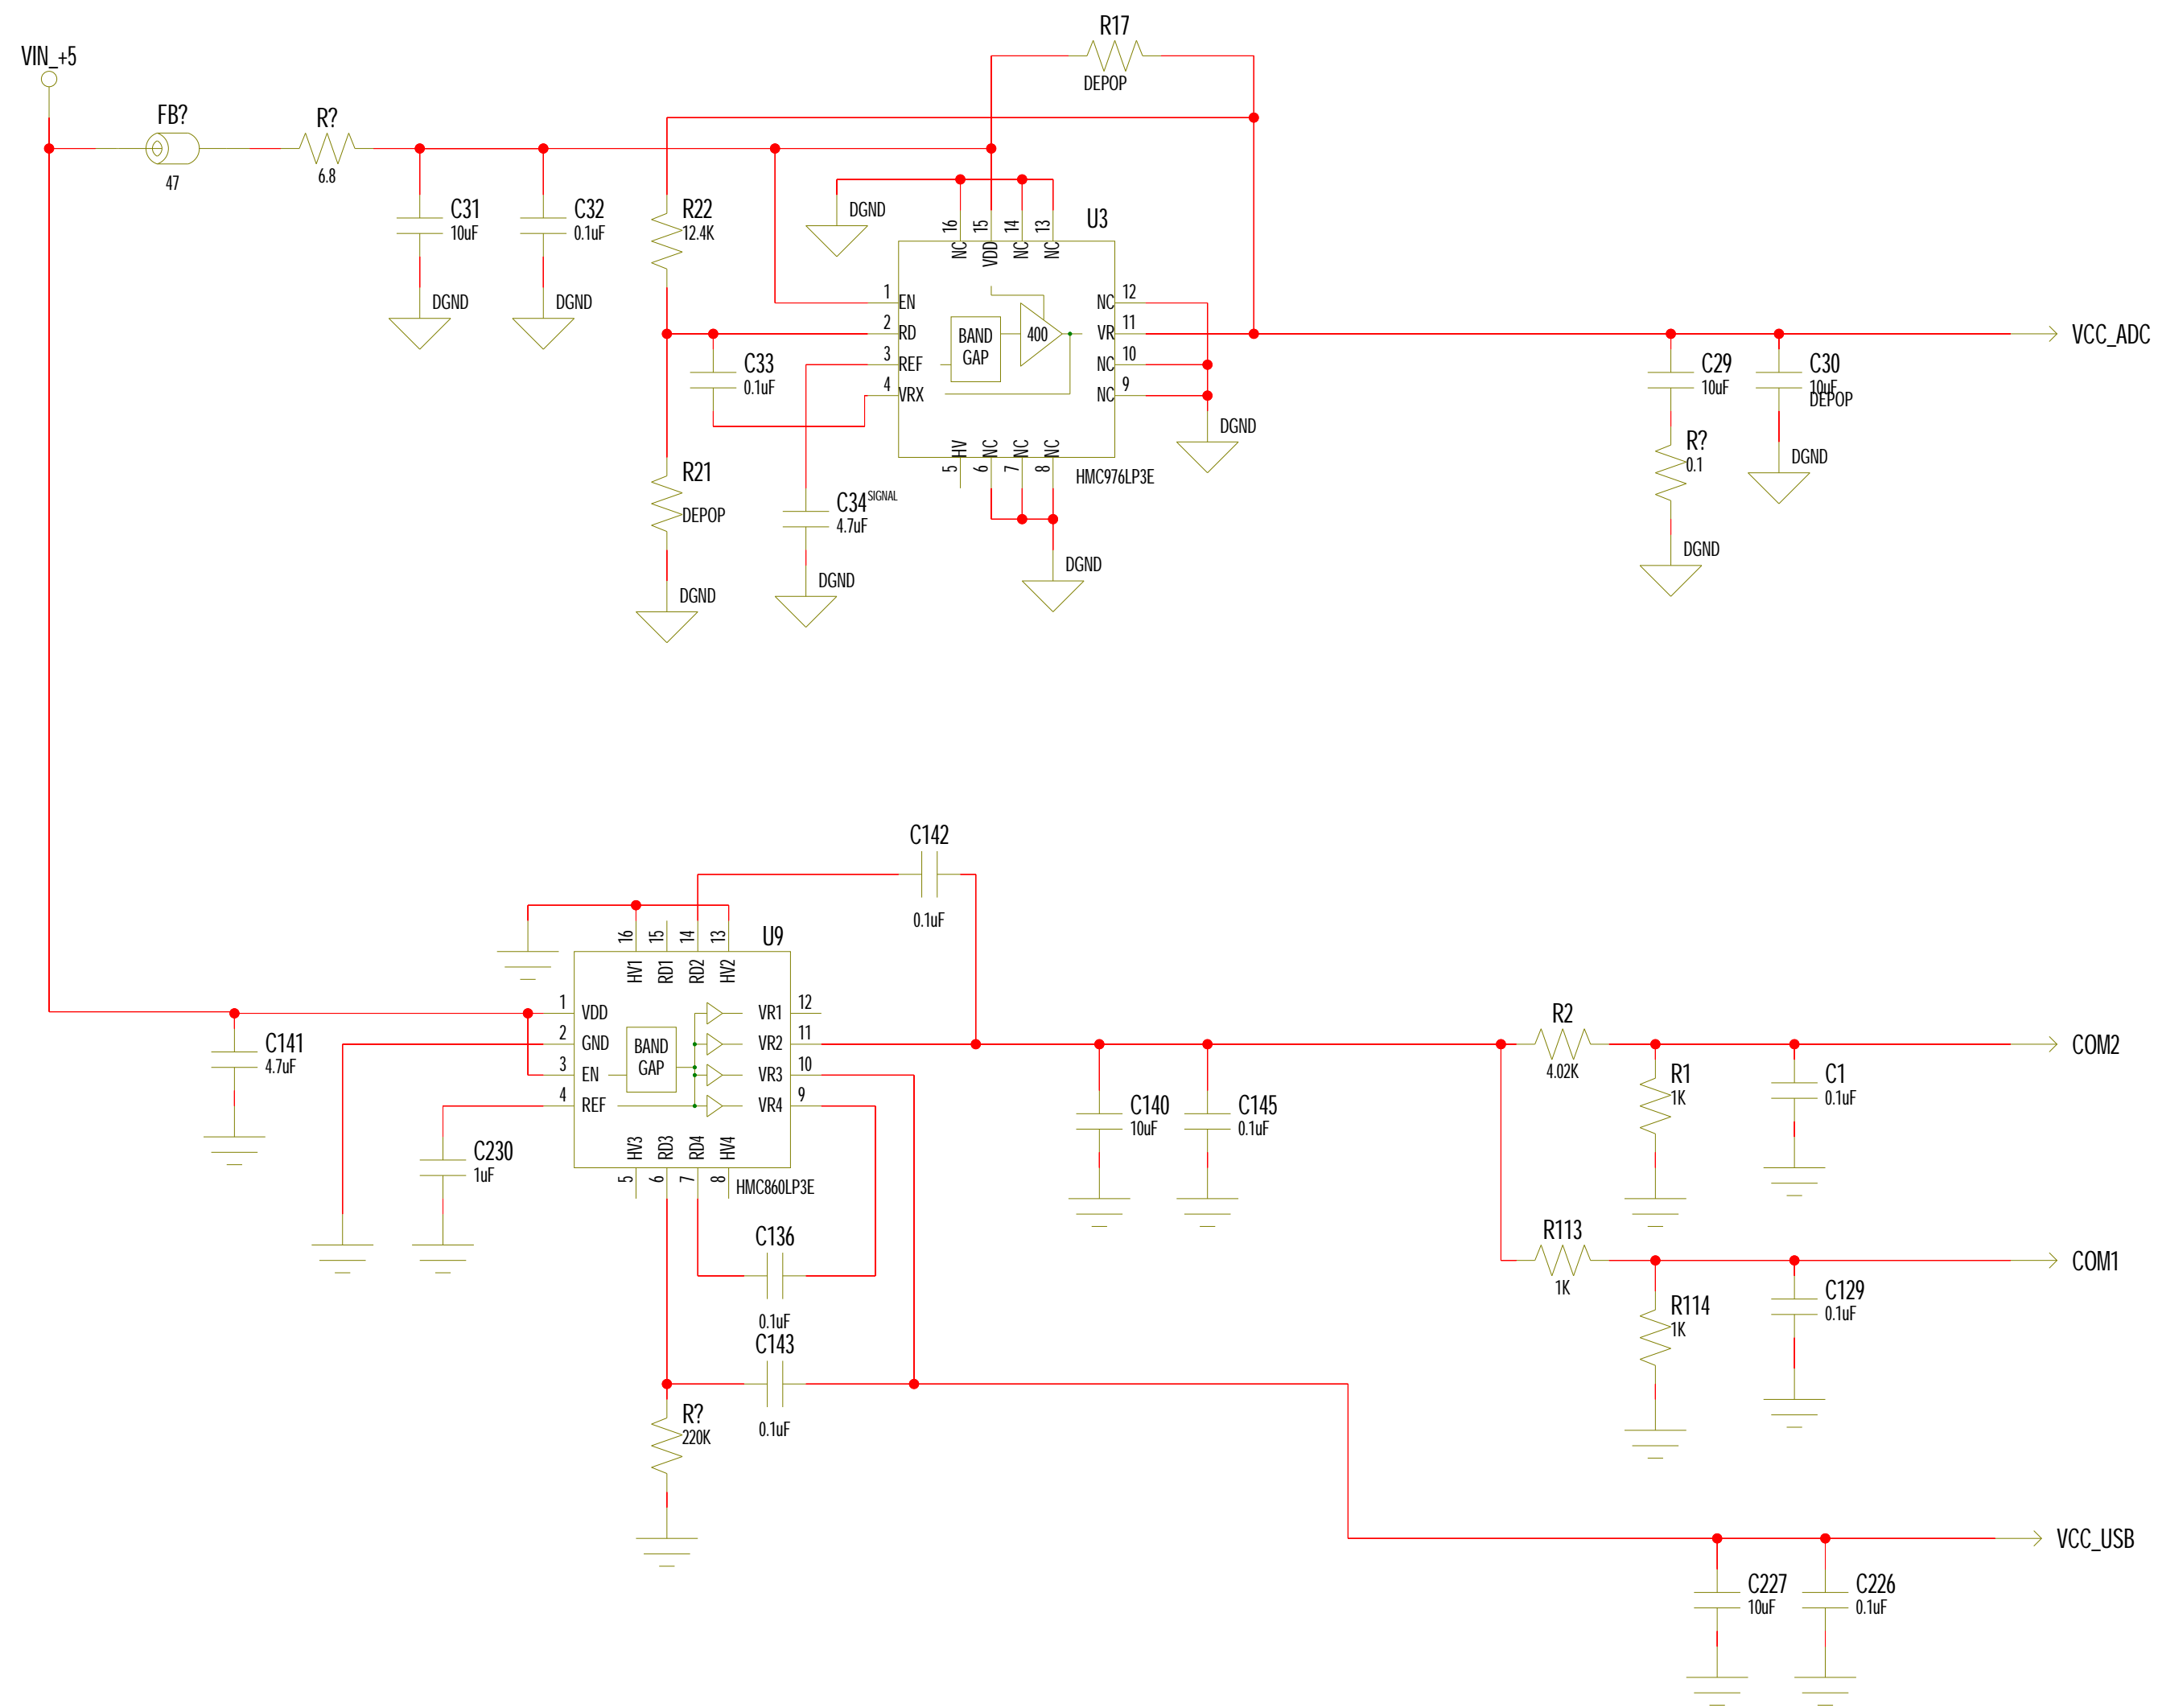 R17
DEPOP
VIN_+5
FB?
47
R?
6.8
C31
10uF
DGND
C32
0.1uF
DGND
R22
12.4K
DGND
16
15
14
13
U3
NC
VDD
NC
NC
1
EN
2
RD
3
REF
4
VRX
BAND
GAP
400
NC
12
VR
11
NC
10
NC
9
HV
NC
NC
NC
5
6
7
8
HMC976LP3E
DGND
C33
0.1uF
R21
DEPOP
DGND
C34
SIGNAL
4.7uF
DGND
DGND
VCC_ADC
C29
10uF
C30
10uF
DEPOP
R?
0.1
DGND
DGND
C142
0.1uF
16
15
14
13
U9
HV1
RD1
RD2
HV2
1
VDD
2
GND
3
EN
4
REF
BAND
GAP
VR1
12
VR2
11
VR3
10
VR4
9
HV3
RD3
RD4
HV4
5
6
7
8
HMC860LP3E
C141
4.7uF
C230
1uF
C136
0.1uF
C143
0.1uF
R?
220K
C140
10uF
C145
0.1uF
R2
4.02K
R1
1K
C1
0.1uF
COM2
R113
1K
R114
1K
C129
0.1uF
COM1
VCC_USB
C227
10uF
C226
0.1uF